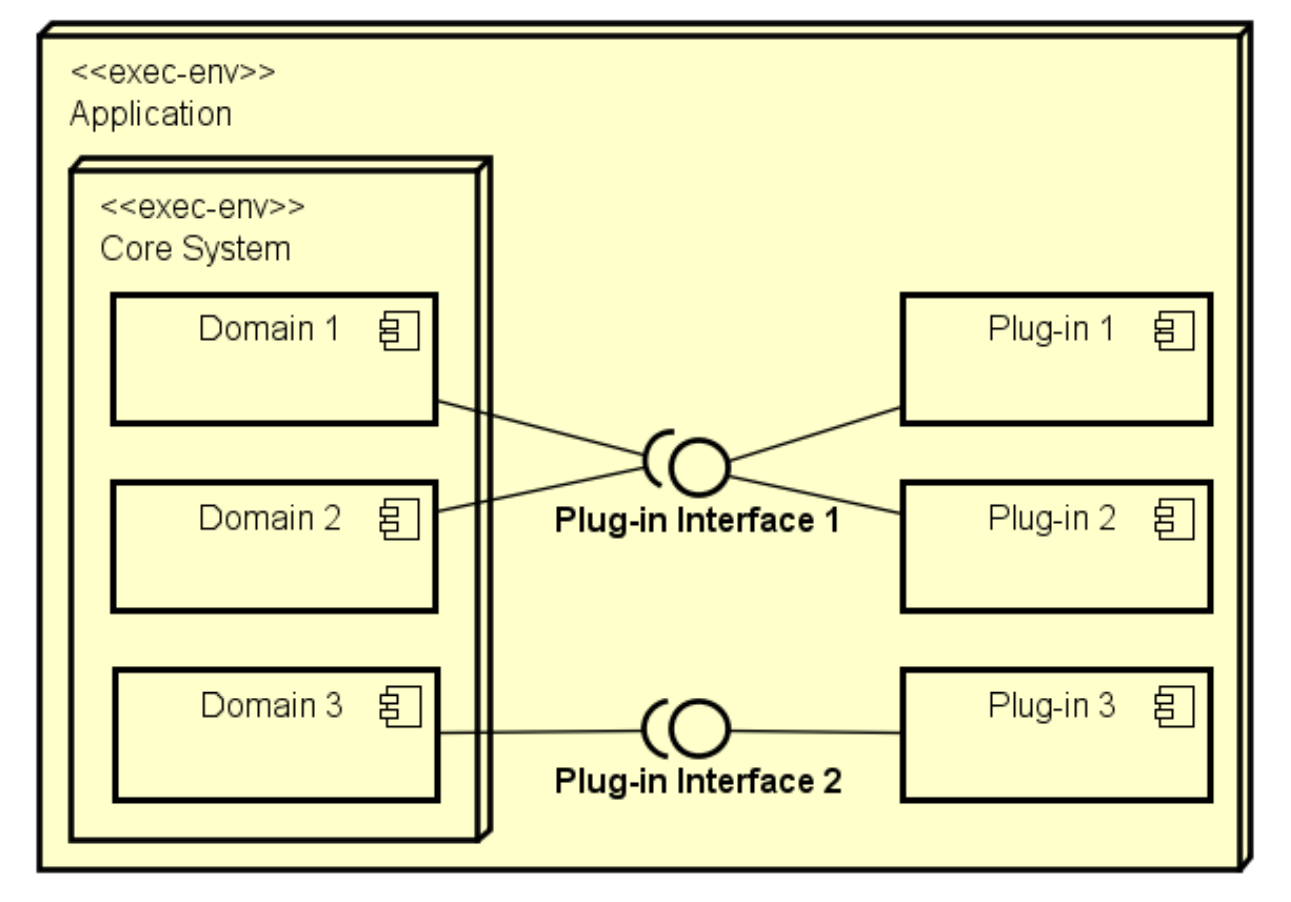 <<exec-env>>
Application
<<exec-env>>
Core System
Domain 1
Plug-in 1
Plug-in Interface 1
Domain 2
Plug-in 2
Domain 3
Plug-in 3
Plug-in Interface 2